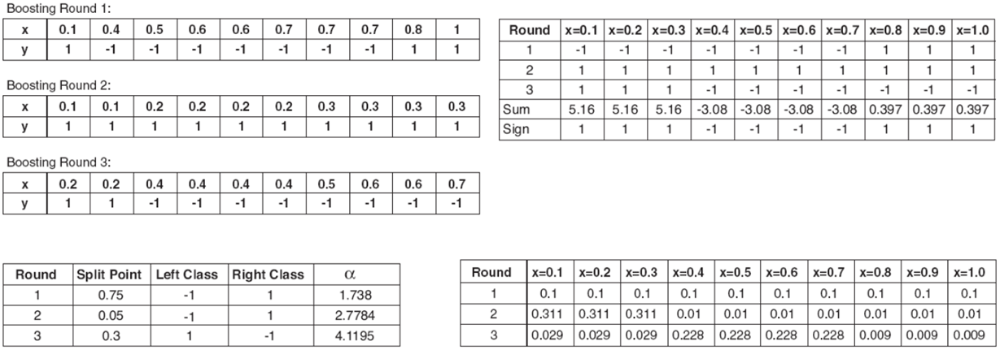 Boosting Round 1:
x 0.1 0.4 0.5 0.6 0.6 0.7 0.7 0.7 0.8 1
y 1 -1 -1 -1 -1 -1 -1 -1 1 1
Boosting Round 2:
x 0.1 0.1 0.2 0.2 0.2 0.2 0.3 0.3 0.3 0.3
y 1 1 1 1 1 1 1 1 1 1
Boosting Round 3:
x 0.2 0.2 0.4 0.4 0.4 0.4 0.5 0.6 0.6 0.7
y 1 1 -1 -1 -1 -1 -1 -1 -1 -1
Round x=0.1 x=0.2 x=0.3 x=0.4 x=0.5 x=0.6 x=0.7 x=0.8 x=0.9 x=1.0
1 -1 -1 -1 -1 -1 -1 -1 1 1 1
2 1 1 1 1 1 1 1 1 1 1
3 1 1 1 -1 -1 -1 -1 -1 -1 -1
Sum 5.16 5.16 5.16 -3.08 -3.08 -3.08 -3.08 0.397 0.397 0.397
Sign 1 1 1 -1 -1 -1 -1 1 1 1
Round Split Point Left Class Right Class α
1 0.75 -1 1 1.738
2 0.05 -1 1 2.7784
3 0.3 1 -1 4.1195
Round x=0.1 x=0.2 x=0.3 x=0.4 x=0.5 x=0.6 x=0.7 x=0.8 x=0.9 x=1.0
1 0.1 0.1 0.1 0.1 0.1 0.1 0.1 0.1 0.1 0.1
2 0.311 0.311 0.311 0.01 0.01 0.01 0.01 0.01 0.01 0.01
3 0.029 0.029 0.029 0.228 0.228 0.228 0.228 0.009 0.009 0.009